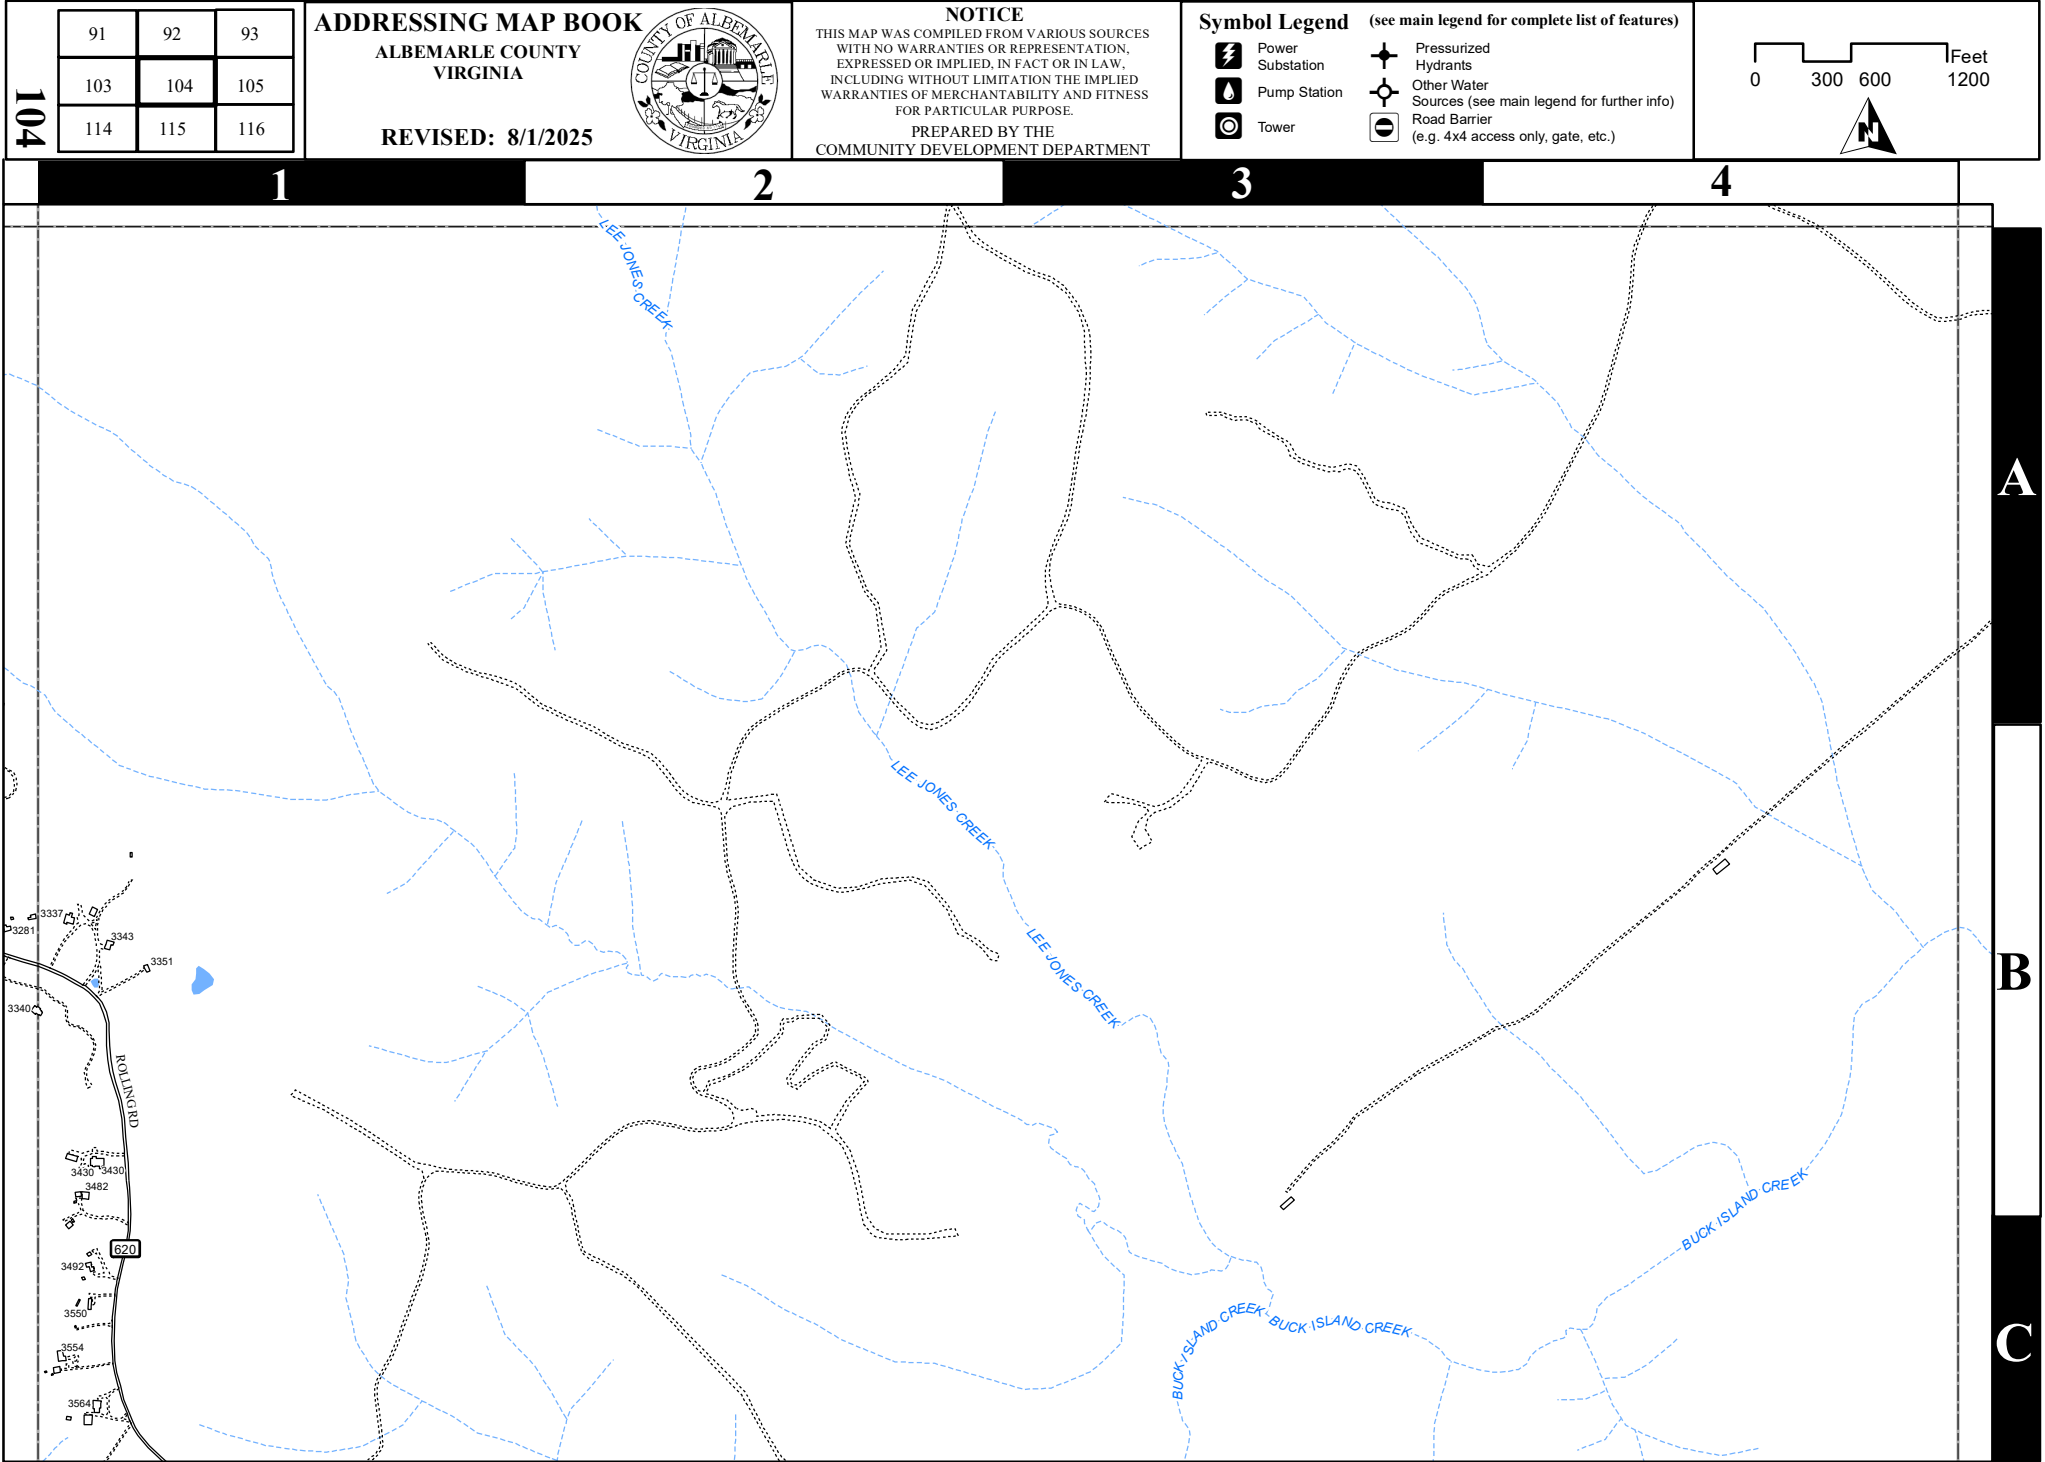 104
91 92 93
103 104 105
114 115 116
ADDRESSING MAP BOOK
ALBEMARLE COUNTY
VIRGINIA
REVISED: 8/1/2025
COUNTY OF ALBEMARLE
VIRGINIA
NOTICE
THIS MAP WAS COMPILED FROM VARIOUS SOURCES
WITH NO WARRANTIES OR REPRESENTATION,
EXPRESSED OR IMPLIED, IN FACT OR IN LAW,
INCLUDING WITHOUT LIMITATION THE IMPLIED
WARRANTIES OF MERCHANTABILITY AND FITNESS
FOR PARTICULAR PURPOSE.
PREPARED BY THE
COMMUNITY DEVELOPMENT DEPARTMENT
Symbol Legend (see main legend for complete list of features)
Power
Substation
Pump Station
Tower
Pressurized
Hydrants
Other Water
Sources (see main legend for further info)
Road Barrier
(e.g. 4x4 access only, gate, etc.)
Feet
0 300 600 1200
N
1 2 3 4
LEE JONES CREEK
A
LEE JONES CREEK
3337
3281
3343
3351
LEE JONES CREEK
B
3340
ROLLING RD
3430 3430
3482
BUCK ISLAND CREEK
620
3492
3550
BUCK ISLAND CREEK
BUCK ISLAND CREEK
C
3554
3564